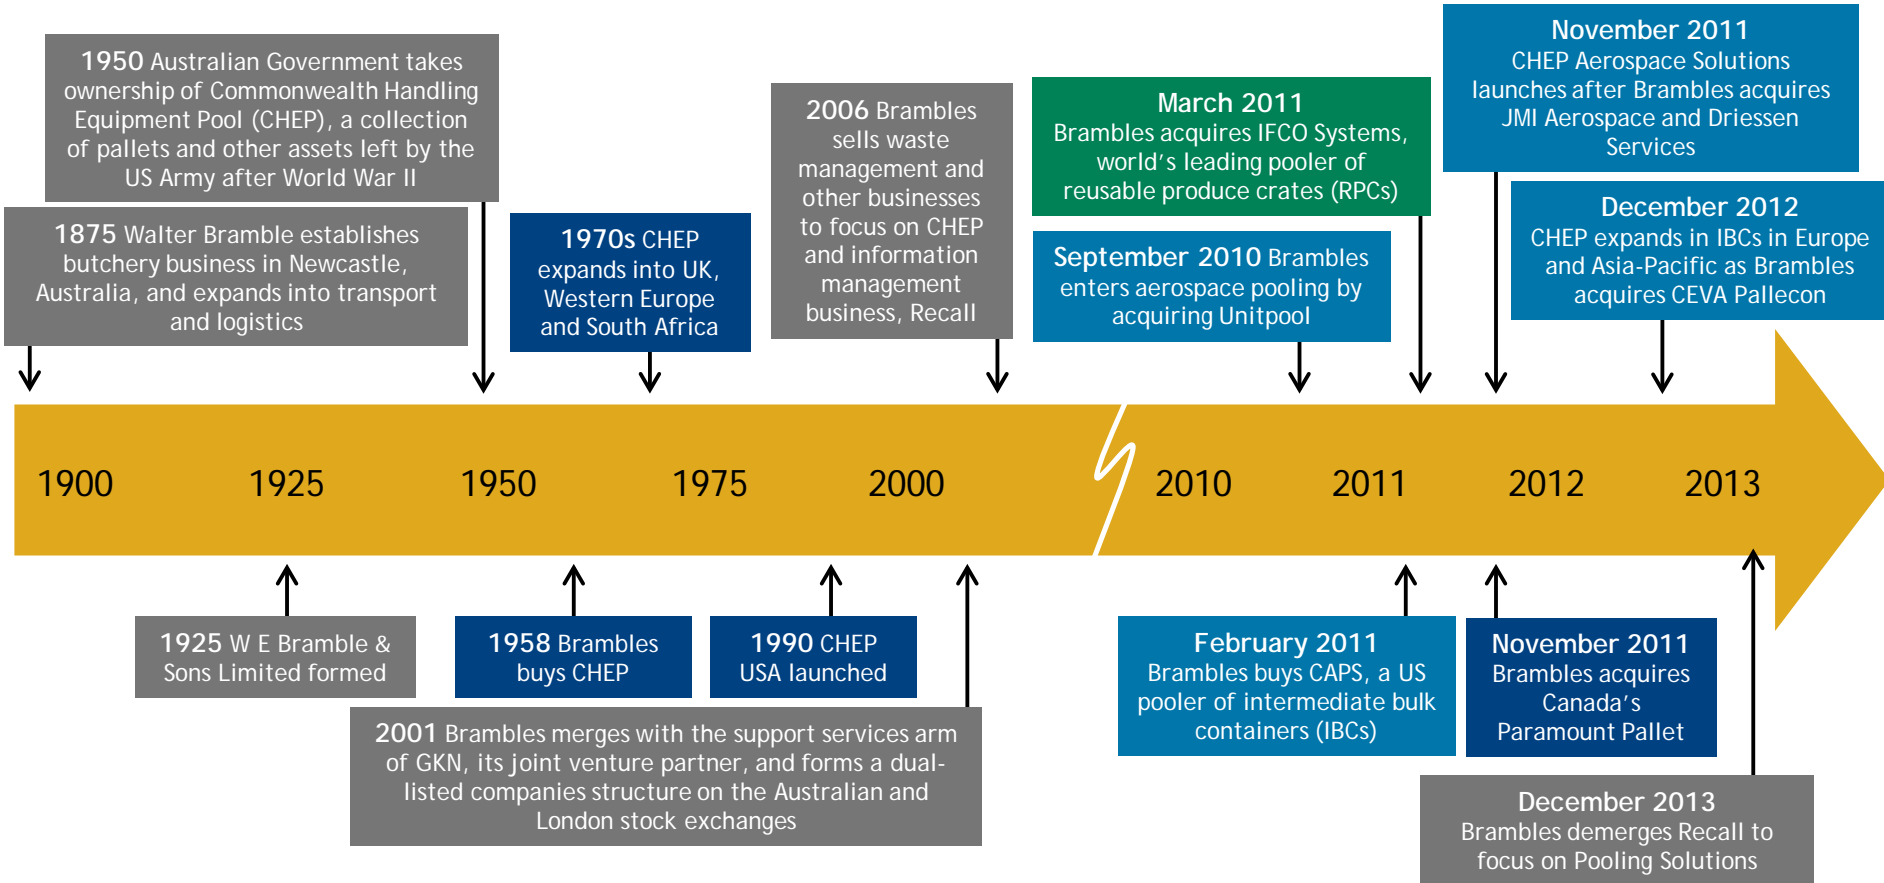 1950 Australian Government takes
ownership of Commonwealth Handling
Equipment Pool (CHEP), a collection
of pallets and other assets left by the
US Army after World War II
1875 Walter Bramble establishes
butchery business in Newcastle,
Australia, and expands into transport
and logistics
1970s CHEP
expands into UK,
Western Europe
and South Africa
2006 Brambles
sells waste
management and
other businesses
to focus on CHEP
and information
management
business, Recall
March 2011
Brambles acquires IFCO Systems,
world's leading pooler of
reusable produce crates (RPCs)
September 2010 Brambles
enters aerospace pooling by
acquiring Unitpool
November 2011
CHEP Aerospace Solutions
launches after Brambles acquires
JMI Aerospace and Driessen
Services
December 2012
CHEP expands in IBCs in Europe
and Asia-Pacific as Brambles
acquires CEVA Pallecon
1900 1925 1950 1975 2000 2010 2011 2012 2013
1925 W E Bramble &
Sons Limited formed
1958 Brambles
buys CHEP
1990 CHEP
USA launched
2001 Brambles merges with the support services arm
of GKN, its joint venture partner, and forms a dual-
listed companies structure on the Australian and
London stock exchanges
February 2011
Brambles buys CAPS, a US
pooler of intermediate bulk
containers (IBCs)
November 2011
Brambles acquires
Canada's
Paramount Pallet
December 2013
Brambles demerges Recall to
focus on Pooling Solutions